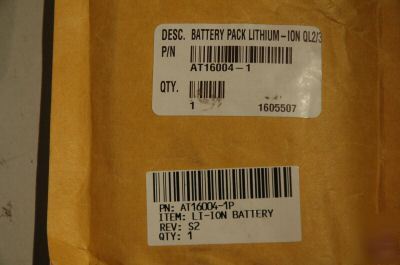 DESC. BATTERY PACK LITHIUM-ION QL2/3
P/N
AT16004-1
QTY.
1 1605507
PN: AT16004-1P
ITEM: LI-ION BATTERY
REV: S2
QTY: 1